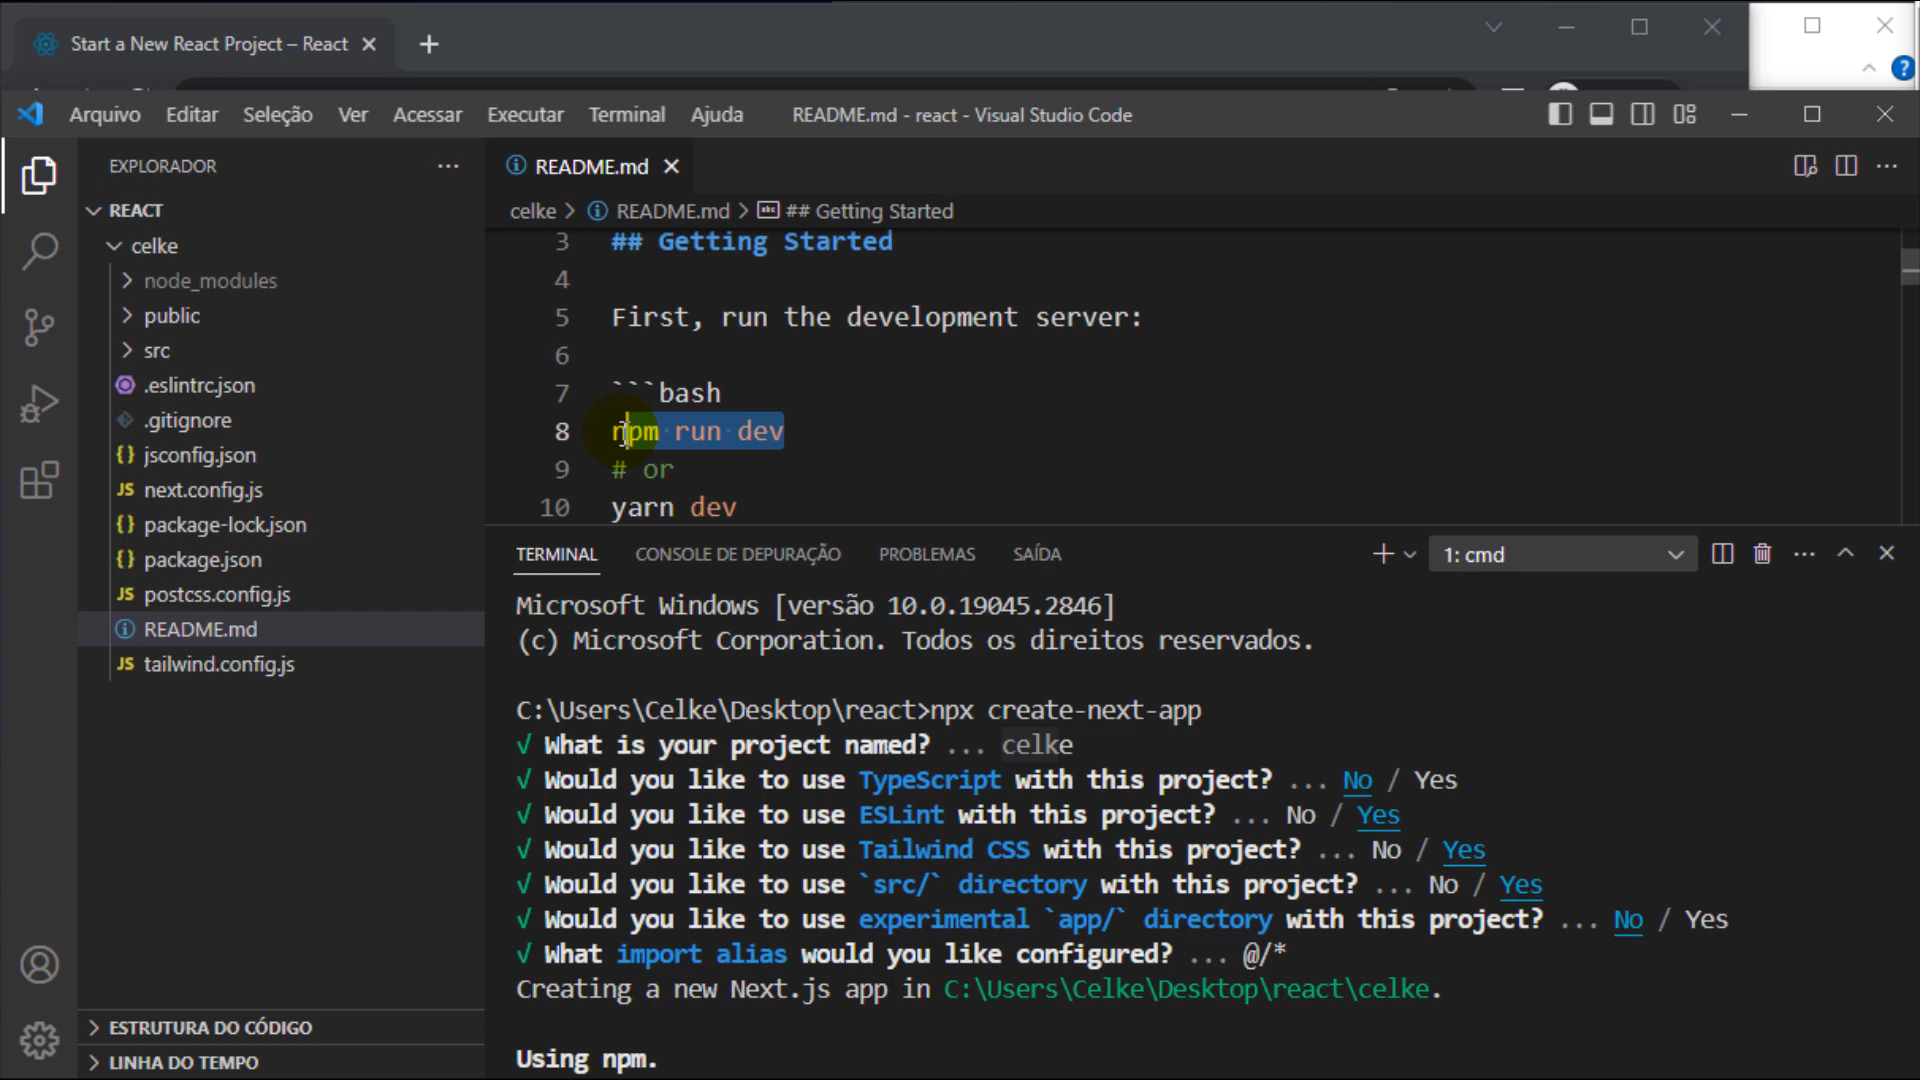 Start a New React Project – React
Arquivo Editar Seleção Ver Acessar Executar Terminal Ajuda README.md - react - Visual Studio Code
EXPLORADOR
REACT
celke
node_modules
public
src
.eslintrc.json
.gitignore
jsconfig.json
next.config.js
package-lock.json
package.json
postcss.config.js
README.md
tailwind.config.js
ESTRUTURA DO CÓDIGO
LINHA DO TEMPO
README.md
celke > README.md > ## Getting Started
3 ## Getting Started
4
5 First, run the development server:
6
7 ```bash
8 npm run dev
9 # or
10 yarn dev
TERMINAL CONSOLE DE DEPURAÇÃO PROBLEMAS SAÍDA 1: cmd
Microsoft Windows [versão 10.0.19045.2846]
(c) Microsoft Corporation. Todos os direitos reservados.
C:\Users\Celke\Desktop\react>npx create-next-app
√ What is your project named? ... celke
√ Would you like to use TypeScript with this project? ... No / Yes
√ Would you like to use ESLint with this project? ... No / Yes
√ Would you like to use Tailwind CSS with this project? ... No / Yes
√ Would you like to use `src/` directory with this project? ... No / Yes
√ Would you like to use experimental `app/` directory with this project? ... No / Yes
√ What import alias would you like configured? ... @/*
Creating a new Next.js app in C:\Users\Celke\Desktop\react\celke.
Using npm.